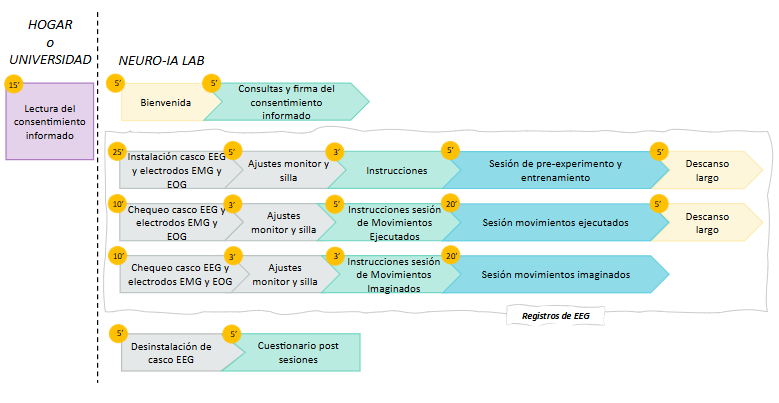 HOGAR
o
UNIVERSIDAD
NEURO-IA LAB
15’
Lectura del
consentimiento
informado
5’
Bienvenida
5’
Consultas y firma del
consentimiento
informado
25’
Instalación casco EEG
y electrodos EMG y
EOG
5’
Ajustes monitor y
silla
3’
Instrucciones
5’
Sesión de pre-experimento y
entrenamiento
5’
Descanso
largo
10’
Chequeo casco EEG y
electrodos EMG y
EOG
3’
Ajustes
monitor y silla
5’
Instrucciones sesión
de Movimientos
Ejecutados
20’
Sesión movimientos ejecutados
5’
Descanso
largo
10’
Chequeo casco EEG y
electrodos EMG y EOG
3’
Ajustes
monitor y silla
3’
Instrucciones sesión
de Movimientos
Imaginados
20’
Sesión movimientos imaginados
Registros de EEG
5’
Desinstalación de
casco EEG
5’
Cuestionario post
sesiones